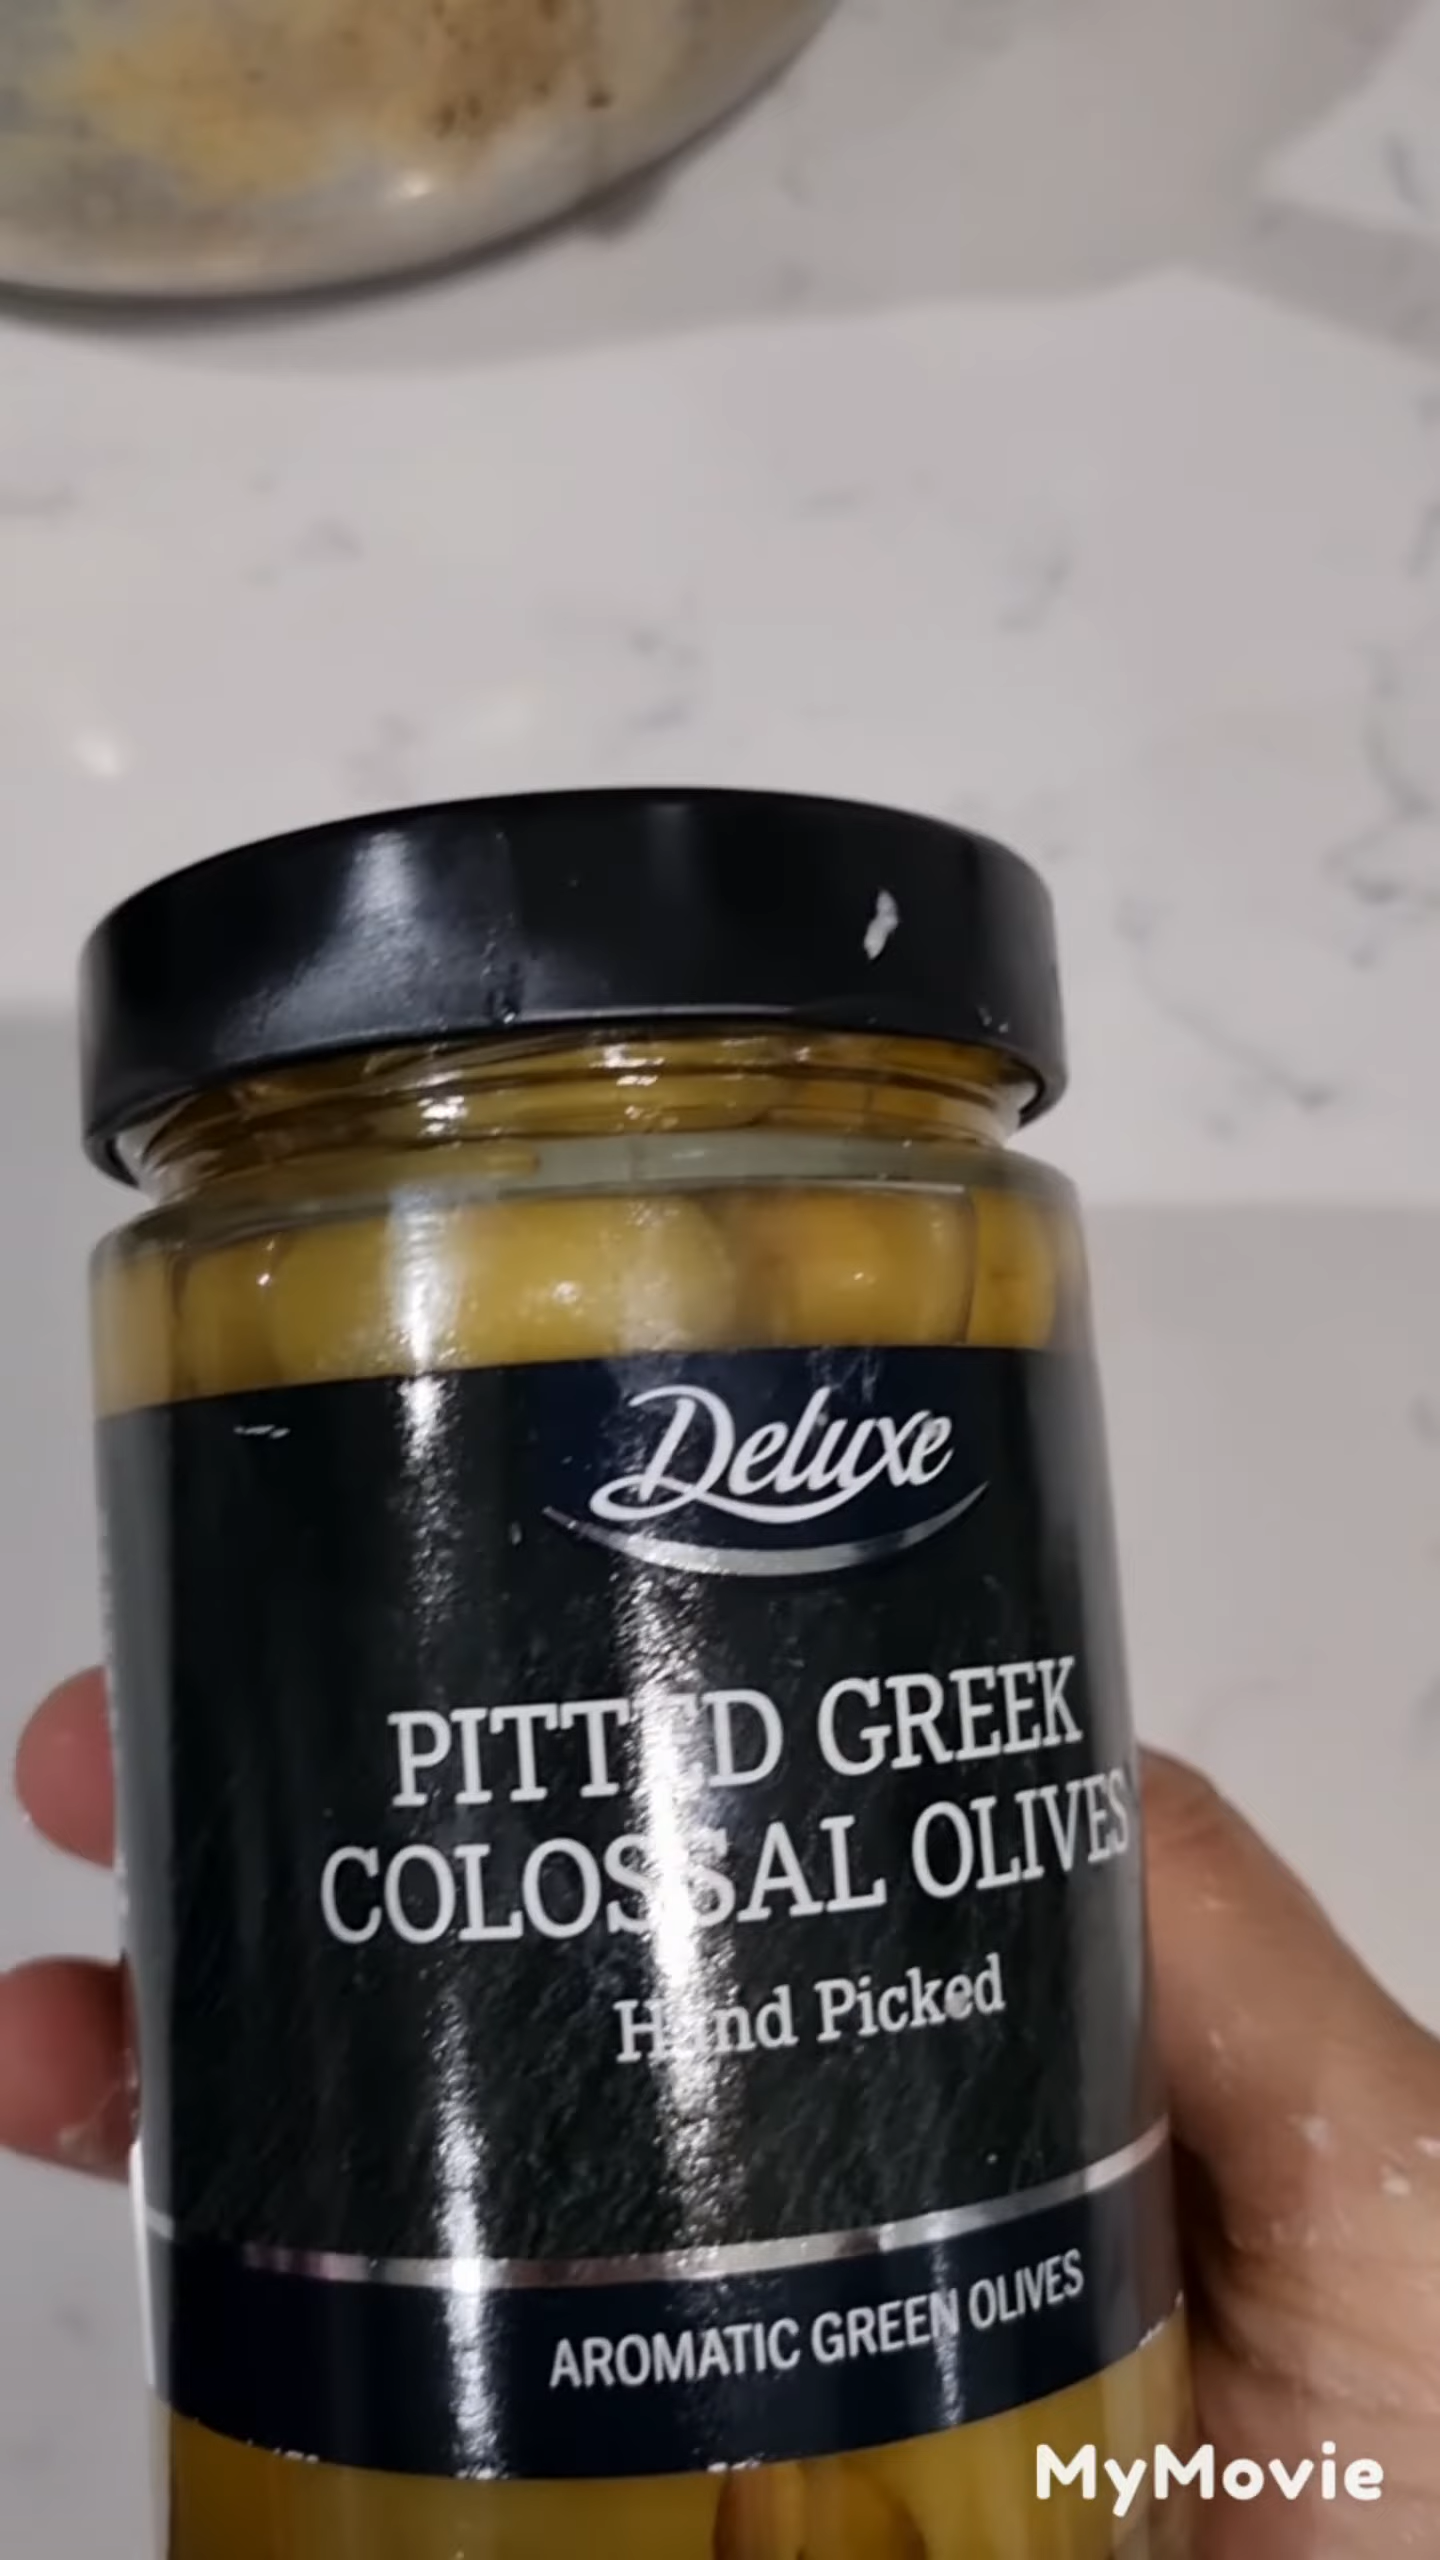 Deluxe
PITTED GREEK
COLOSSAL OLIVES
Hand Picked
AROMATIC GREEN OLIVES
MyMovie